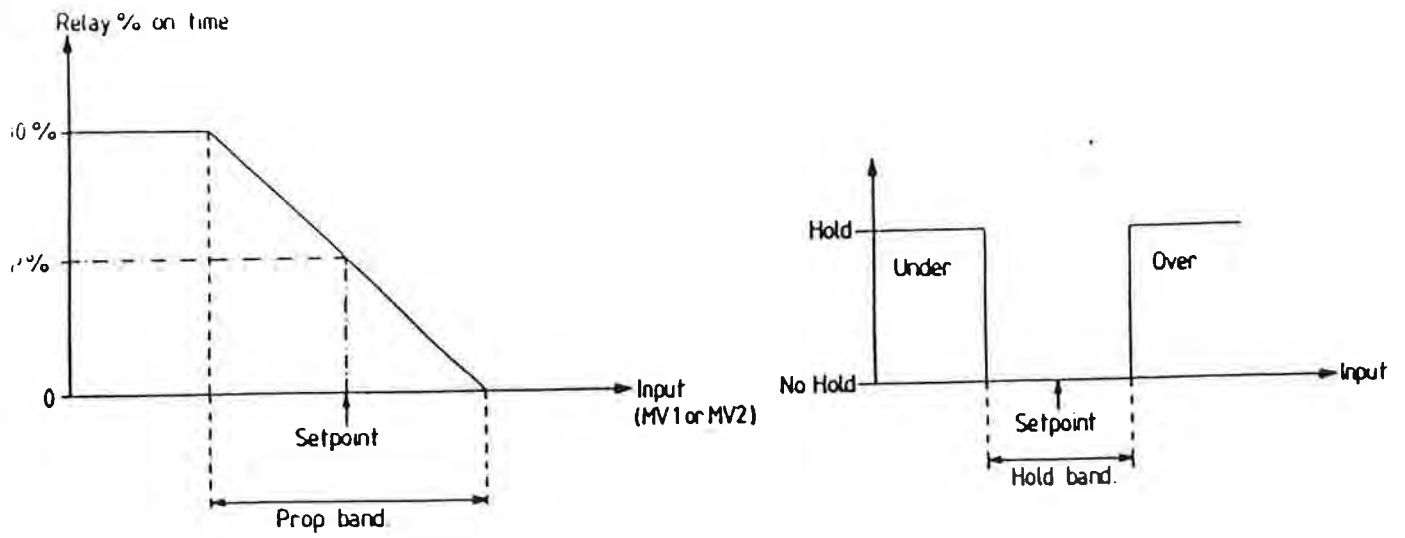 Relay % on time
0 %
%
0
Setpoint
Input
(MV1 or MV2)
Prop band.
Hold
Under
Over
No Hold
Input
Setpoint
Hold band.